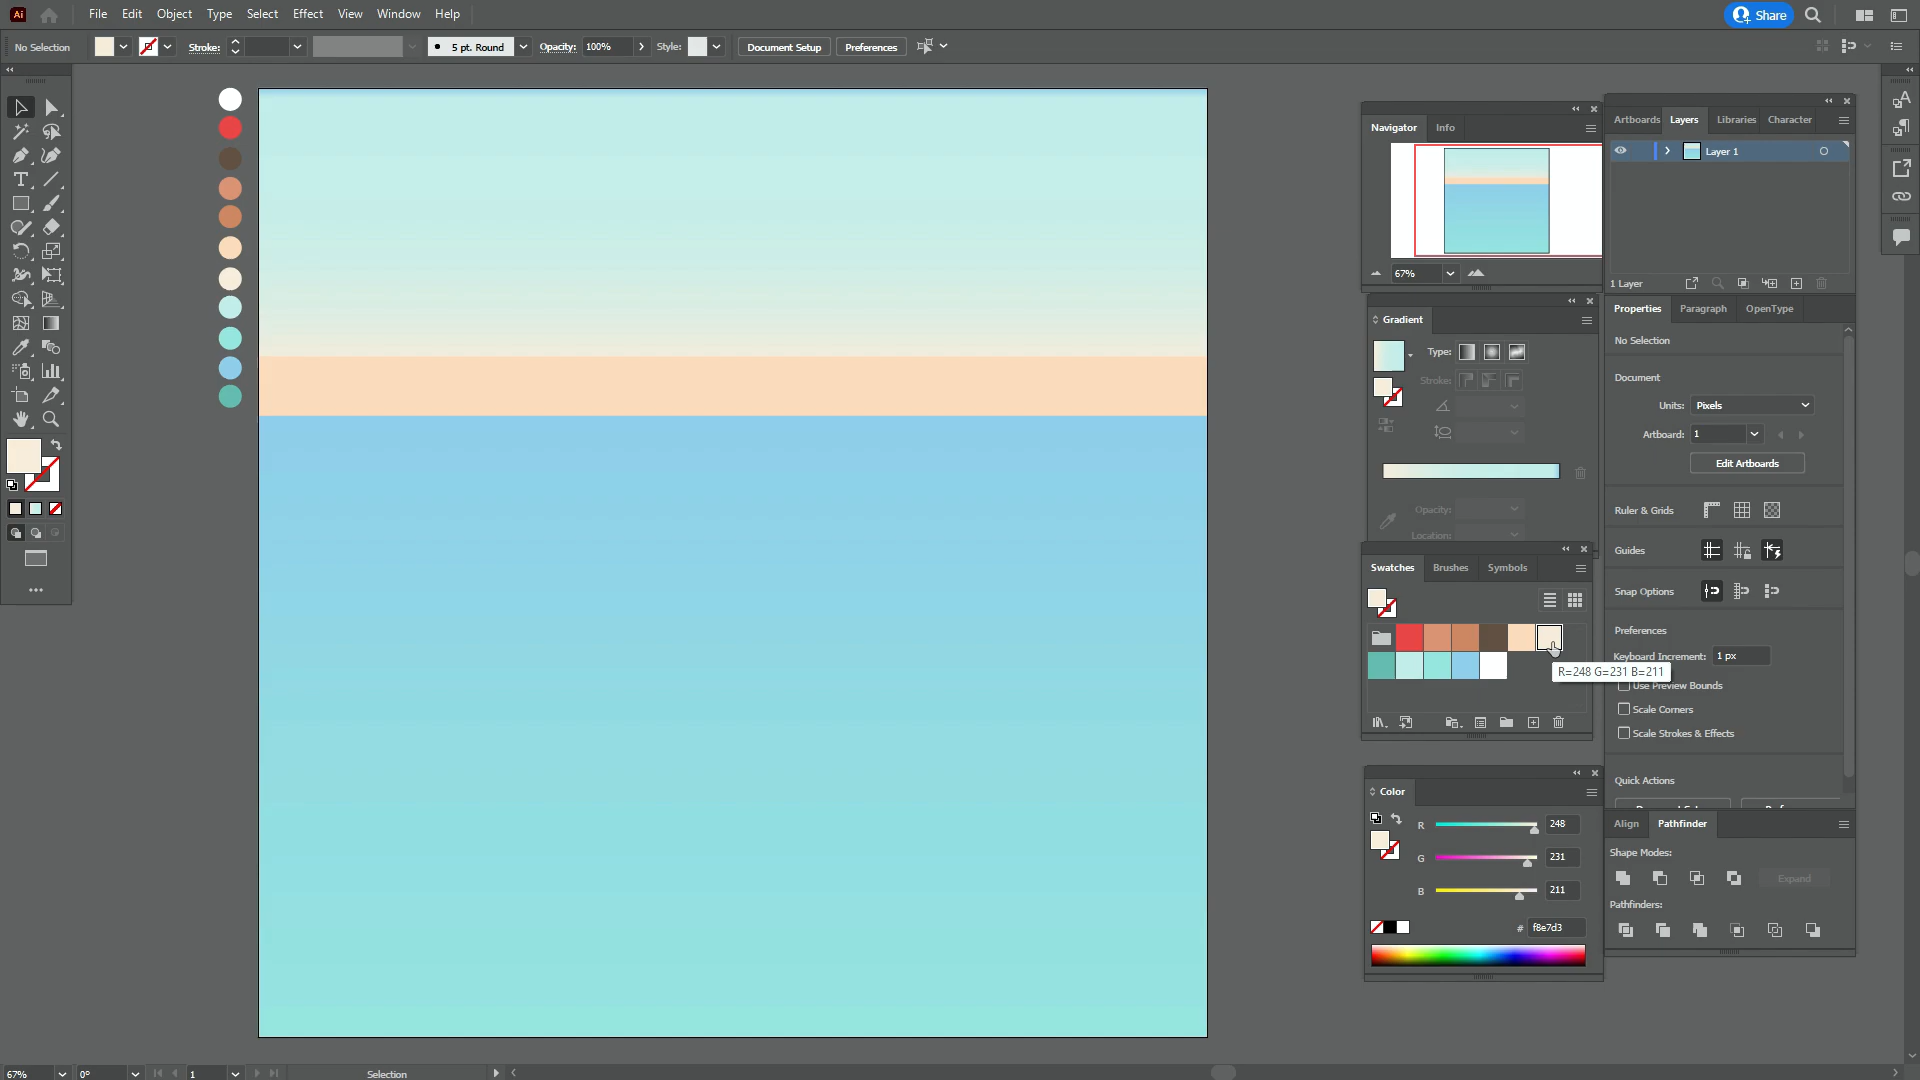 Ai File Edit Object Type Select Effect View Window Help Share
No Selection Stroke: 5 pt. Round Opacity: 100% Style: Document Setup Preferences
Navigator Info
67%
Gradient
Type:
Stroke:
Opacity:
Location:
Swatches Brushes Symbols
R=248 G=231 B=211
Color
R 248
G 231
B 211
# f8e7d3
Artboards Layers Libraries Character
Layer 1
1 Layer
Properties Paragraph OpenType
No Selection
Document
Units: Pixels
Artboard: 1
Edit Artboards
Ruler & Grids
Guides
Snap Options
Preferences
Keyboard Increment: 1 px
Use Preview Bounds
Scale Corners
Scale Strokes & Effects
Quick Actions
Align Pathfinder
Shape Modes:
Expand
Pathfinders:
67% 0° 1 Selection